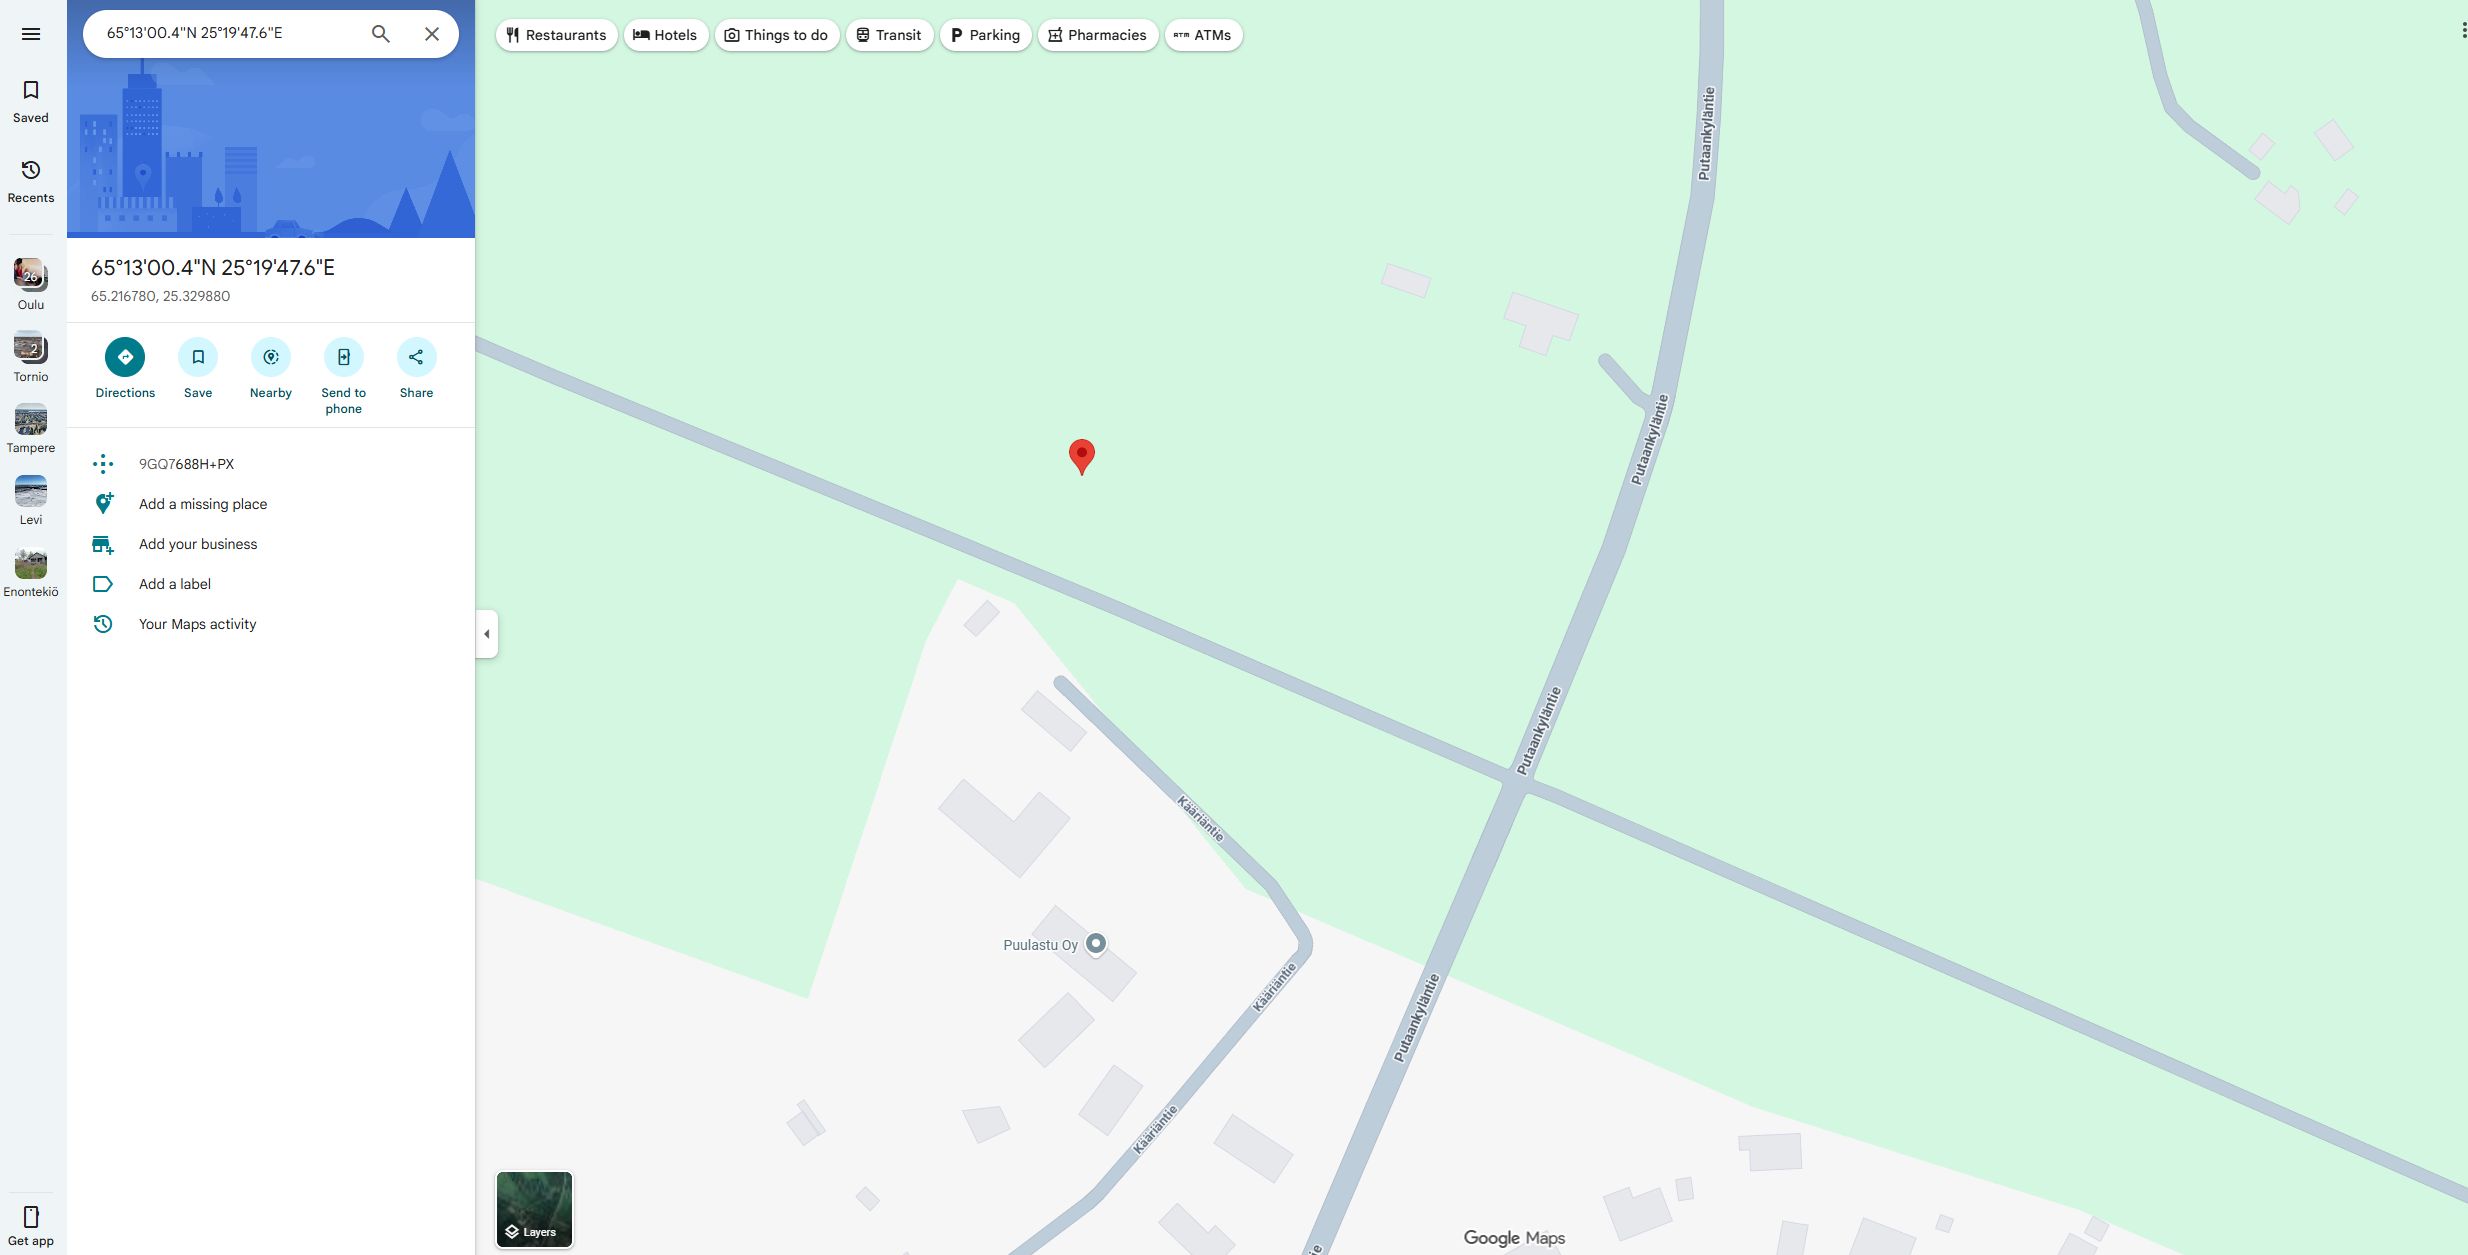 65°13'00.4"N 25°19'47.6"E
Restaurants
Hotels
Things to do
Transit
Parking
Pharmacies
ATM ATMs
Saved
Recents
26
Oulu
2
Tornio
Tampere
Levi
Enontekiö
Get app
65°13'00.4"N 25°19'47.6"E
65.216780, 25.329880
Directions
Save
Nearby
Send to
phone
Share
9GQ7688H+PX
Add a missing place
Add your business
Add a label
Your Maps activity
Putaankyläntie
Putaankyläntie
Putaankyläntie
Kääriäntie
Puulastu Oy
Kääriäntie
Putaankyläntie
Kääriäntie
Layers
Google Maps